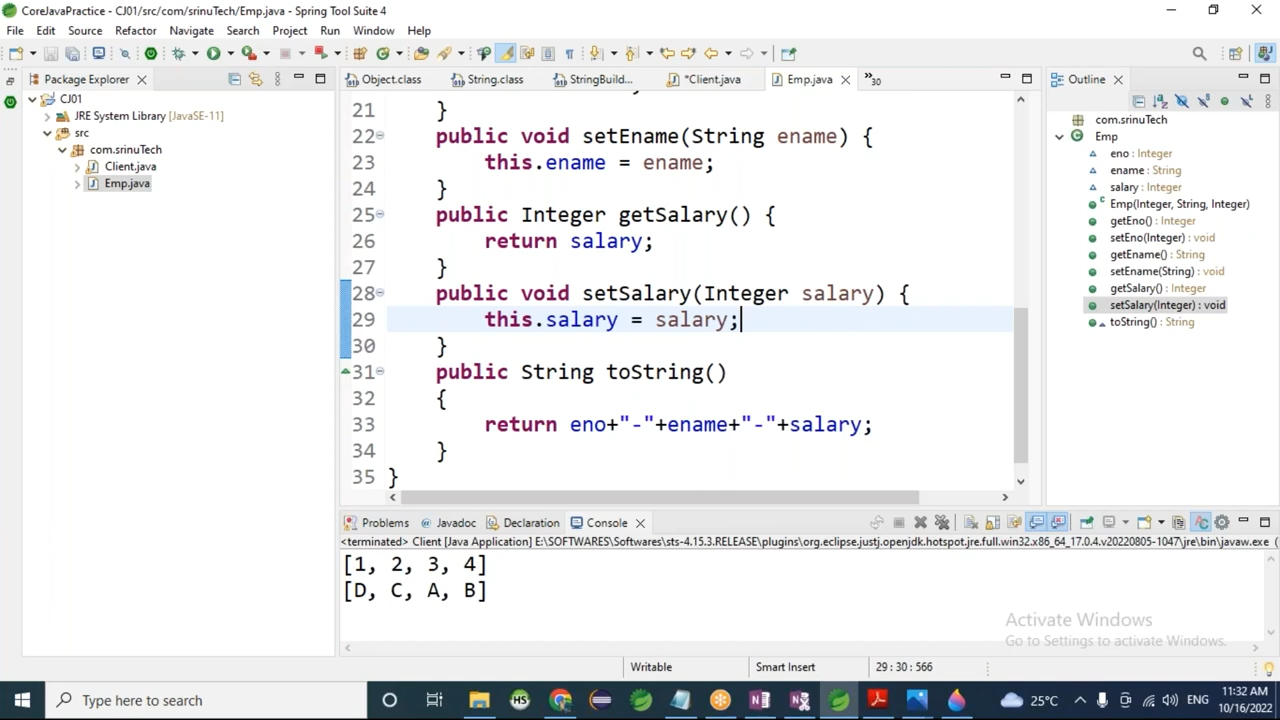 CoreJavaPractice - CJ01/src/com/srinuTech/Emp.java - Spring Tool Suite 4
File Edit Source Refactor Navigate Search Project Run Window Help
Package Explorer
CJ01
JRE System Library [JavaSE-11]
src
com.srinuTech
Client.java
Emp.java
Object.class String.class StringBuild... *Client.java Emp.java »30
21 }
22 public void setEname(String ename) {
23 this.ename = ename;
24 }
25 public Integer getSalary() {
26 return salary;
27 }
28 public void setSalary(Integer salary) {
29 this.salary = salary;
30 }
31 public String toString()
32 {
33 return eno+"-"+ename+"-"+salary;
34 }
35 }
Outline
com.srinuTech
Emp
eno : Integer
ename : String
salary : Integer
Emp(Integer, String, Integer)
getEno() : Integer
setEno(Integer) : void
getEname() : String
setEname(String) : void
getSalary() : Integer
setSalary(Integer) : void
toString() : String
Problems Javadoc Declaration Console
<terminated> Client [Java Application] E:\SOFTWARES\Softwares\sts-4.15.3.RELEASE\plugins\org.eclipse.justj.openjdk.hotspot.jre.full.win32.x86_64_17.0.4.v20220805-1047\jre\bin\javaw.exe (
[1, 2, 3, 4]
[D, C, A, B]
Activate Windows
Go to Settings to activate Windows.
Writable Smart Insert 29 : 30 : 566
Type here to search
25°C ENG 11:32 AM
10/16/2022